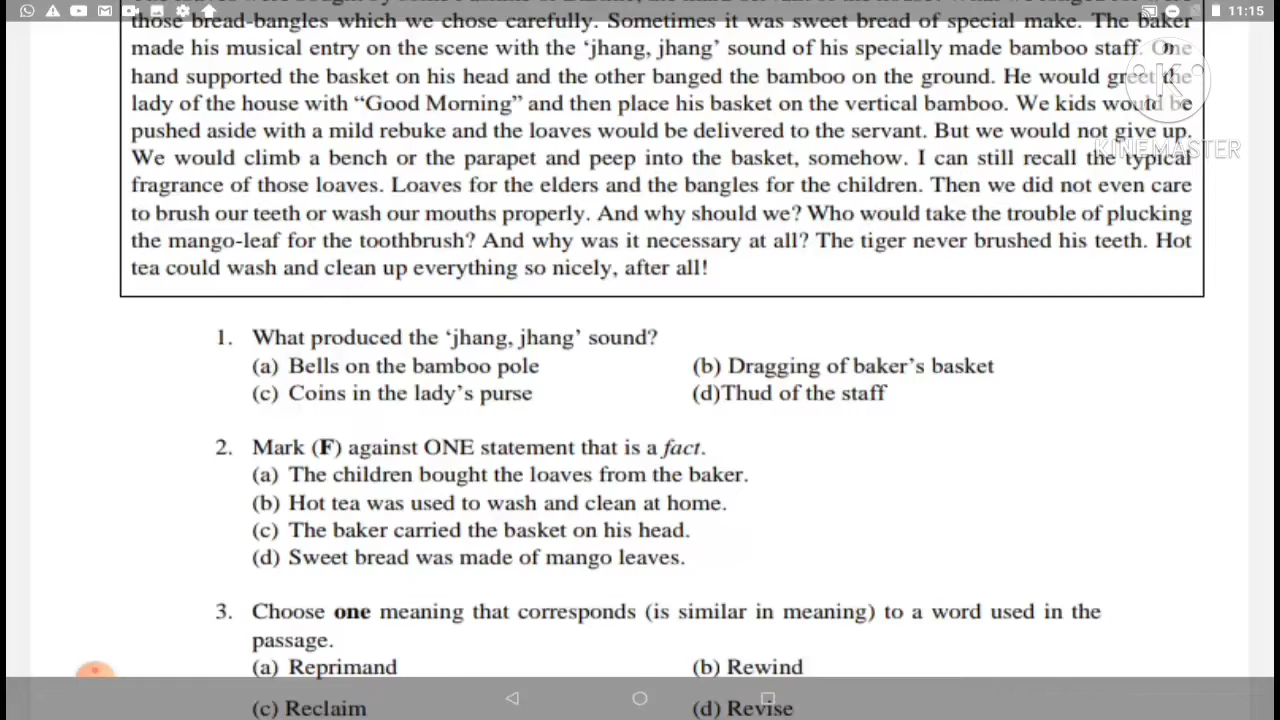 11:15
those bread-bangles which we chose carefully. Sometimes it was sweet bread of special make. The baker
made his musical entry on the scene with the ‘jhang, jhang’ sound of his specially made bamboo staff. One
hand supported the basket on his head and the other banged the bamboo on the ground. He would greet the
lady of the house with “Good Morning” and then place his basket on the vertical bamboo. We kids would be
pushed aside with a mild rebuke and the loaves would be delivered to the servant. But we would not give up.
We would climb a bench or the parapet and peep into the basket, somehow. I can still recall the typical
fragrance of those loaves. Loaves for the elders and the bangles for the children. Then we did not even care
to brush our teeth or wash our mouths properly. And why should we? Who would take the trouble of plucking
the mango-leaf for the toothbrush? And why was it necessary at all? The tiger never brushed his teeth. Hot
tea could wash and clean up everything so nicely, after all!
K
KINEMASTER
1. What produced the ‘jhang, jhang’ sound?
(a) Bells on the bamboo pole (b) Dragging of baker’s basket
(c) Coins in the lady’s purse (d)Thud of the staff
2. Mark (F) against ONE statement that is a fact.
(a) The children bought the loaves from the baker.
(b) Hot tea was used to wash and clean at home.
(c) The baker carried the basket on his head.
(d) Sweet bread was made of mango leaves.
3. Choose one meaning that corresponds (is similar in meaning) to a word used in the
passage.
(a) Reprimand (b) Rewind
(c) Reclaim (d) Revise